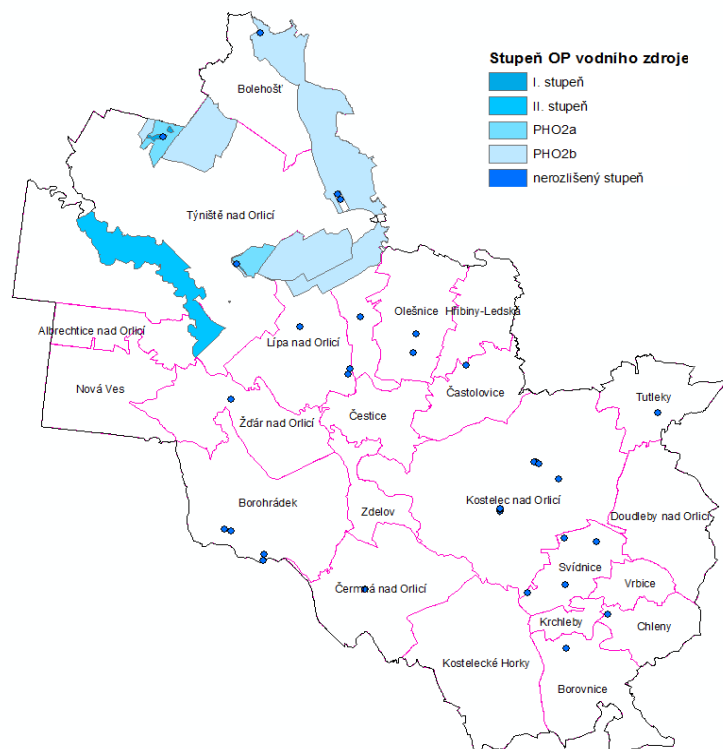 Stupeň OP vodního zdroje
I. stupeň
II. stupeň
PHO2a
PHO2b
nerozlišený stupeň
Bolehošť
Týniště nad Orlicí
Olešnice
Hřibiny-Ledská
Albrechtice nad Orlicí
Lípa nad Orlicí
Nová Ves
Častolovice
Tutleky
Čestice
Žďár nad Orlicí
Borohrádek
Kostelec nad Orlicí
Zdelov
Doudleby nad Orlicí
Svídnice
Vrbice
Čermná nad Orlicí
Krchleby
Chleny
Kostelecké Horky
Borovnice